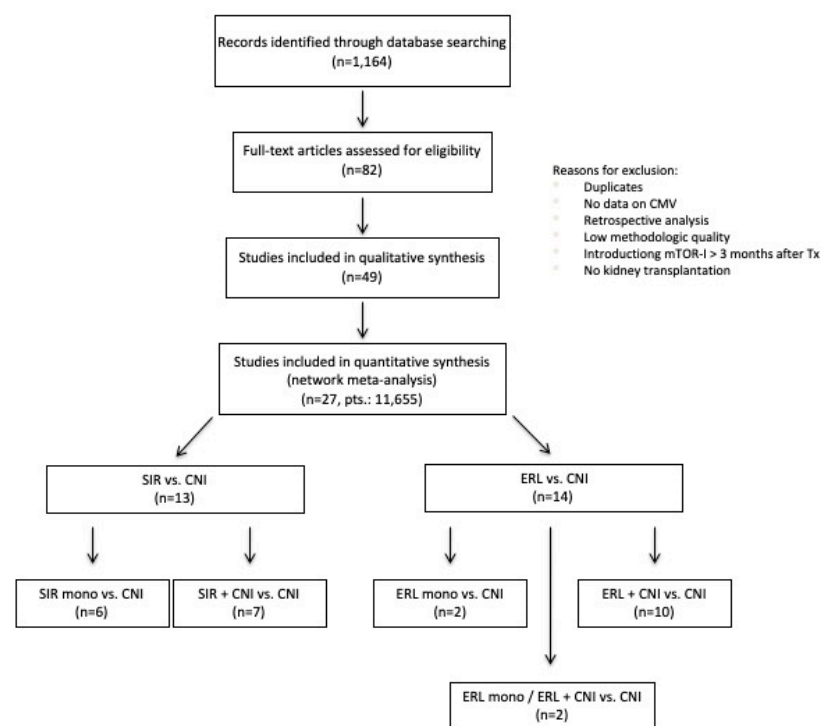 Records identified through database searching
(n=1,164)
Full-text articles assessed for eligibility
(n=82)
Reasons for exclusion:
Duplicates
No data on CMV
Retrospective analysis
Low methodologic quality
Introductiong mTOR-I > 3 months after Tx
No kidney transplantation
Studies included in qualitative synthesis
(n=49)
Studies included in quantitative synthesis
(network meta-analysis)
(n=27, pts.: 11,655)
SIR vs. CNI
(n=13)
ERL vs. CNI
(n=14)
SIR mono vs. CNI
(n=6)
SIR + CNI vs. CNI
(n=7)
ERL mono vs. CNI
(n=2)
ERL + CNI vs. CNI
(n=10)
ERL mono / ERL + CNI vs. CNI
(n=2)